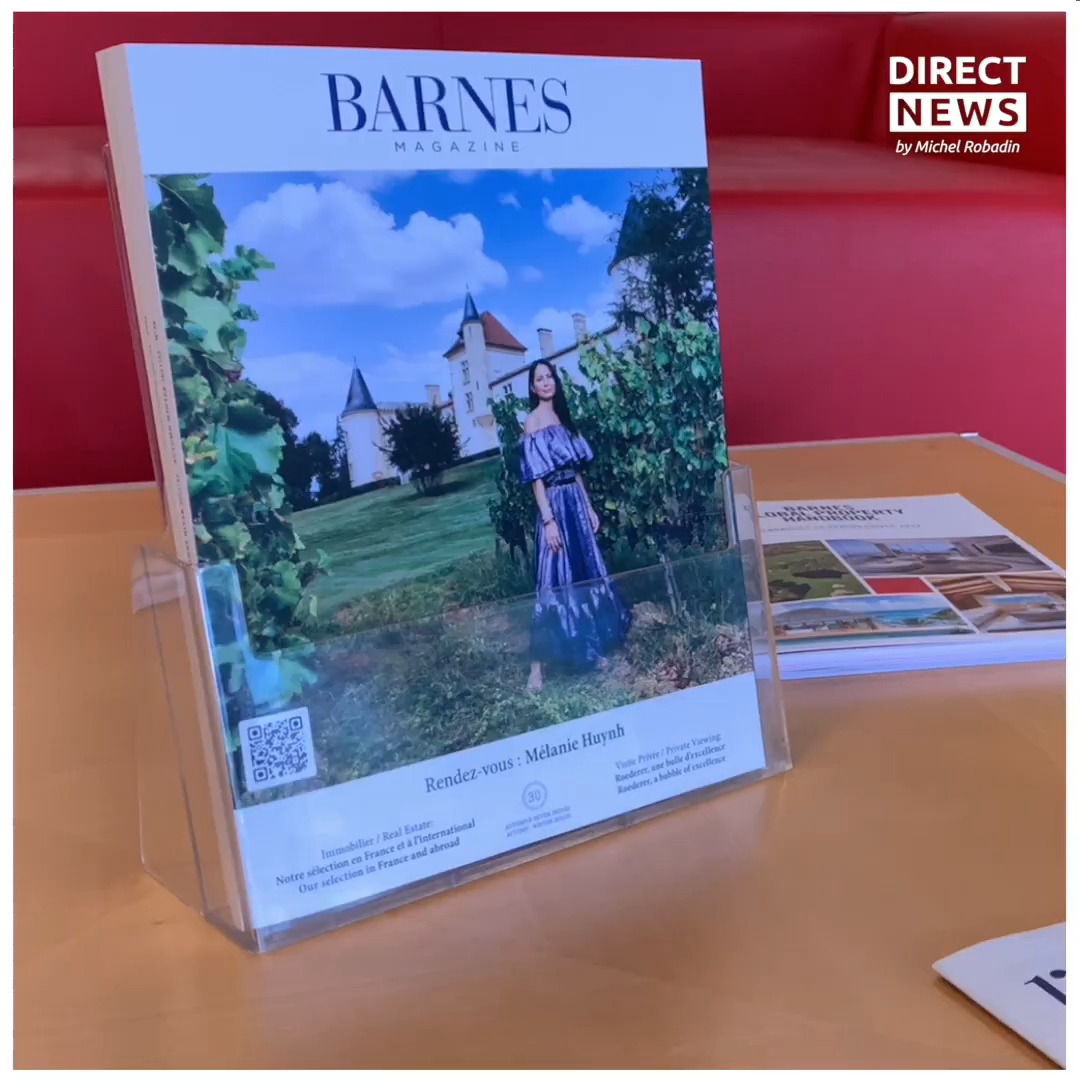 DIRECT
NEWS
by Michel Robadin
BARNES
MAGAZINE
Rendez-vous : Mélanie Huynh
Visite Privée / Private Viewing:
Roederer, une bulle d'excellence
Roederer, a bubble of excellence
30
Immobilier / Real Estate:
Notre sélection en France et à l'international
Our selection in France and abroad
BARNES
GLOBAL PROPERTY
HANDBOOK